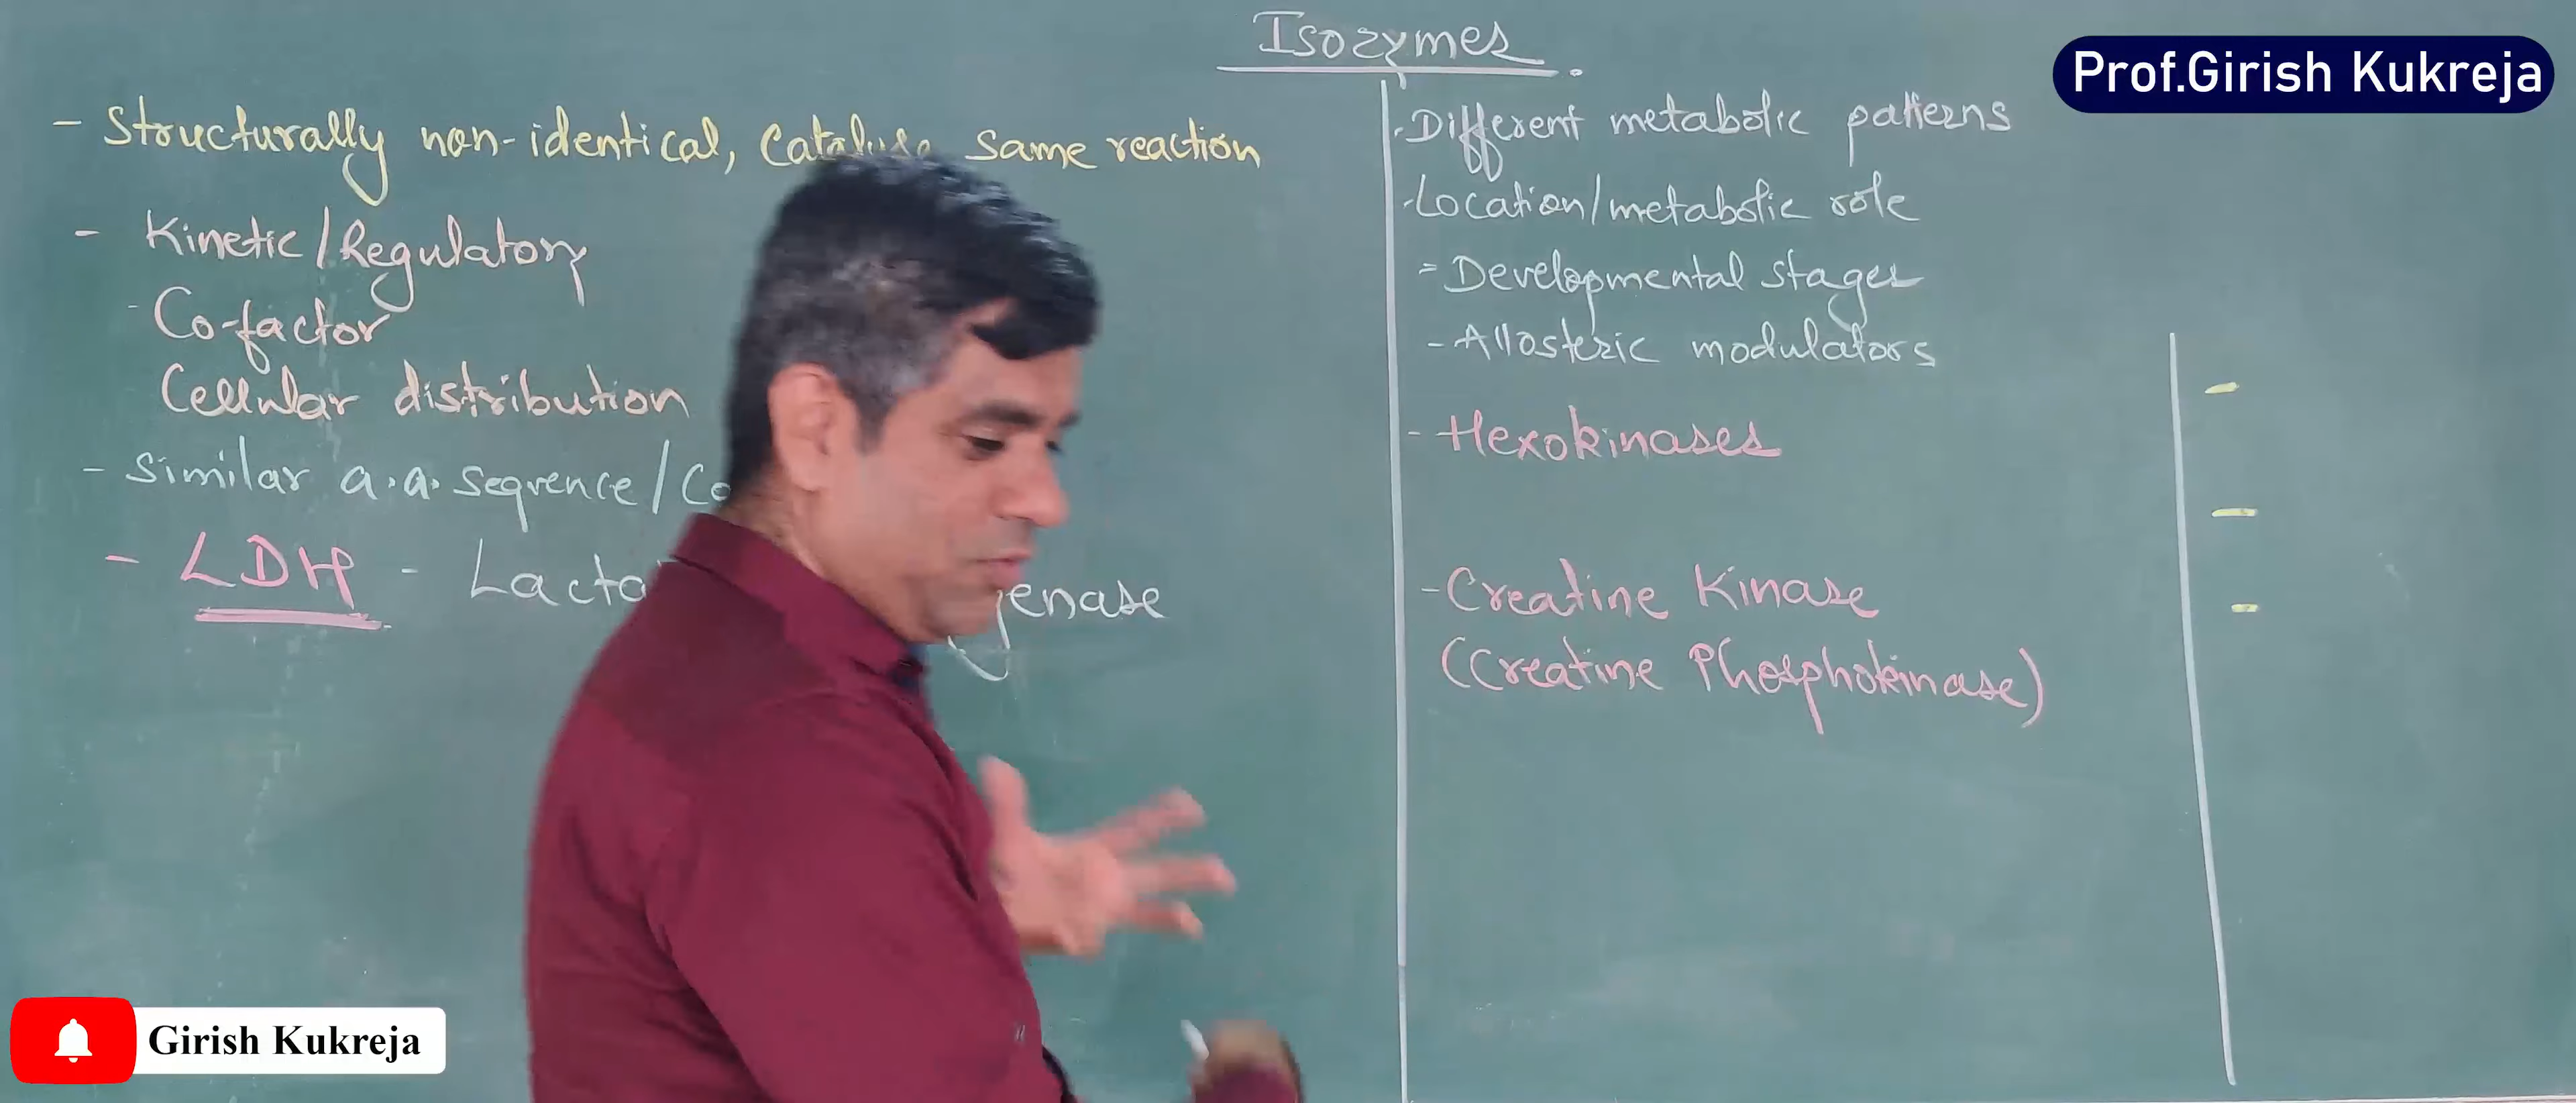 Isozymes
Prof.Girish Kukreja
- Structurally non-identical, Catalyse same reaction
- Kinetic/Regulatory
- Co-factor
Cellular distribution
- Similar a.a. sequence/Co
- LDH - Lacta enase
. Different metabolic patterns
. Location/metabolic role
= Developmental stages
- Allosteric modulators
- Hexokinases
- Creatine Kinase
(Creatine Phosphokinase)
Girish Kukreja